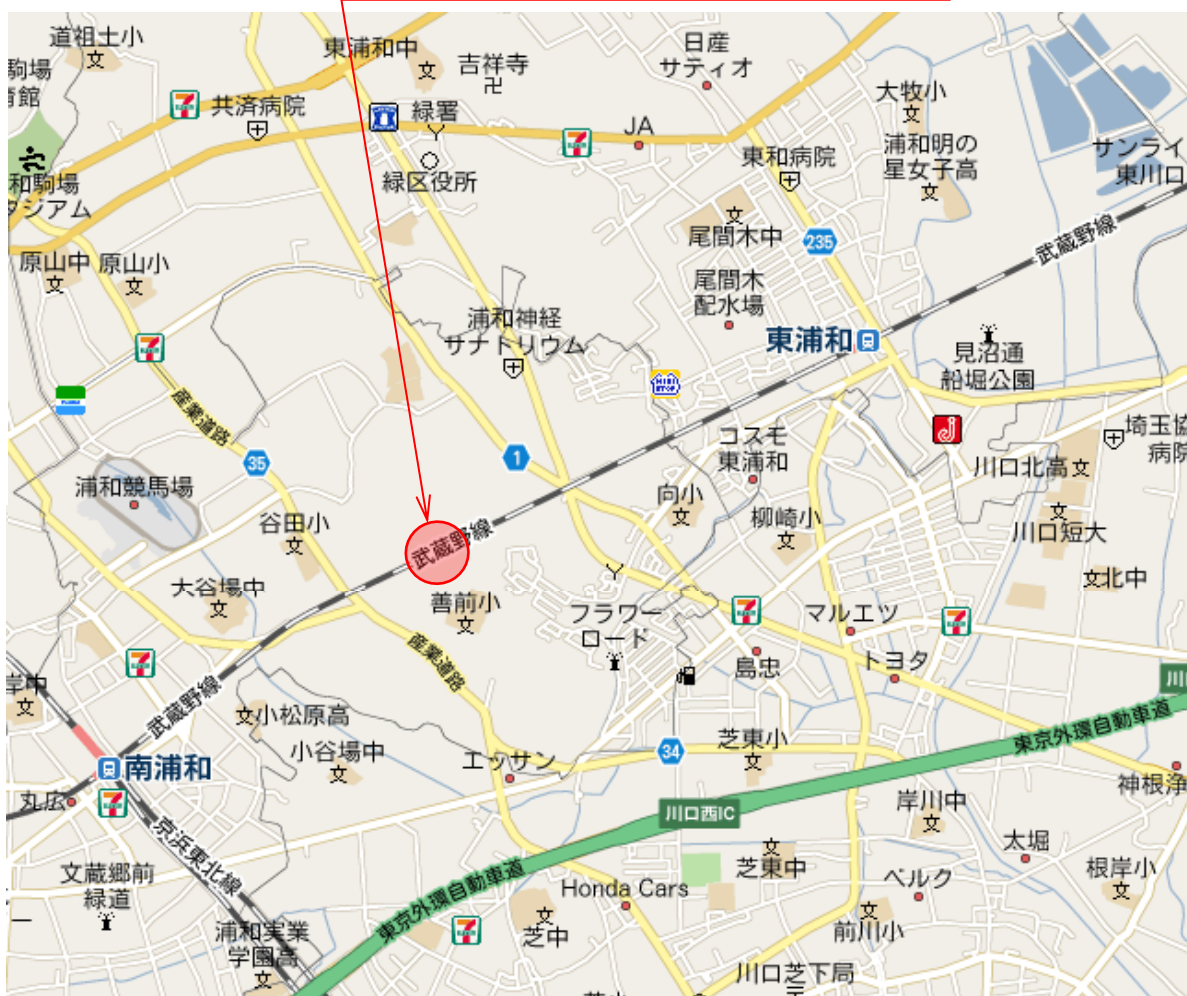 道祖土小
東浦和中
日産
サティオ
吉祥寺
駒場
育館
共済病院
緑署
大牧小
JA
浦和明の
星女子高
サンライ
東川口
東和病院
和駒場
タジアム
緑区役所
尾間木中
235
武蔵野線
原山中
原山小
尾間木
配水場
浦和神経
サナトリウム
東浦和
見沼通
船堀公園
産業道路
コスモ
東浦和
埼玉協
病院
35
1
川口北高
浦和競馬場
向小
谷田小
柳崎小
川口短大
武蔵野線
大谷場中
善前小
北中
フラワー
ロード
マルエツ
産業道路
島忠
トヨタ
岸中
武蔵野線
小松原高
川口
小谷場中
エッサン
34
芝東小
東京外環自動車道
南浦和
神根浄
丸広
川口西IC
岸川中
京浜東北線
太堀
文蔵郷前
緑道
芝東中
ベルク
根岸小
東京外環自動車道
Honda Cars
浦和実業
学園高
芝中
前川小
川口芝下局